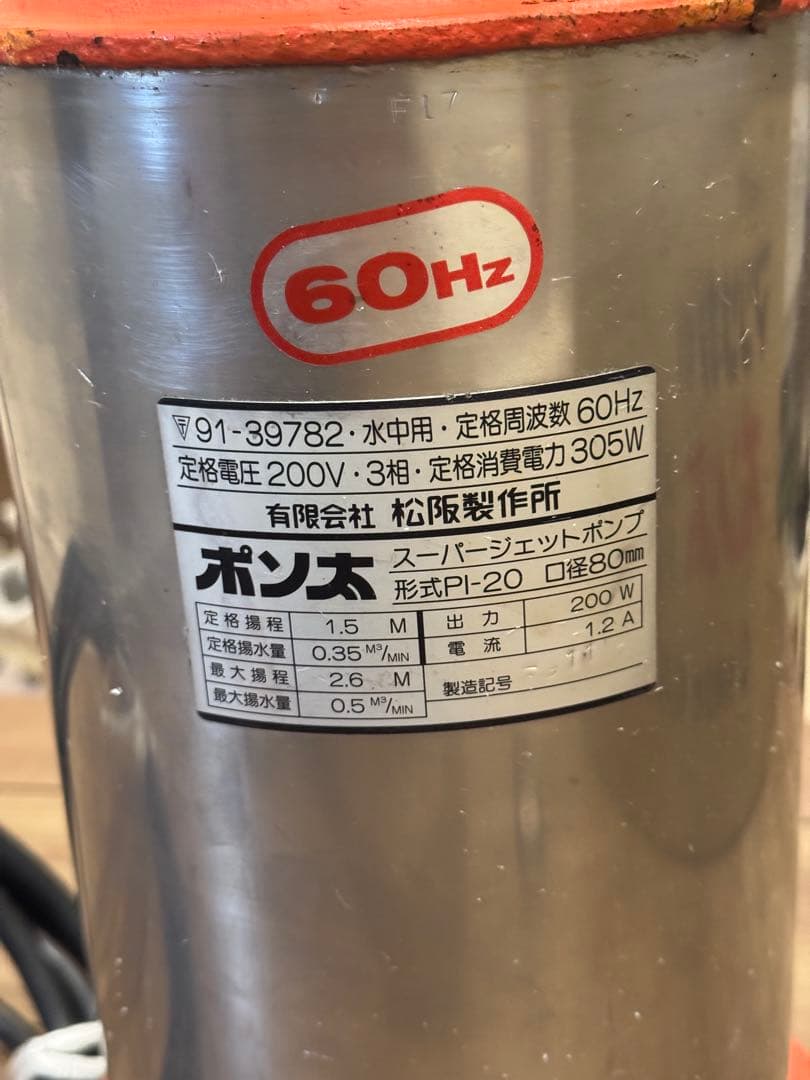 F17
60Hz
91-39782・水中用・定格周波数 60Hz
定格電圧 200V・3相・定格消費電力 305W
有限会社 松阪製作所
ポン太 スーパージェットポンプ
形式PI-20 口径80mm
定格揚程 1.5 M 出力 200 W
定格揚水量 0.35 M³/MIN 電流 1.2 A
最大揚程 2.6 M 製造記号
最大揚水量 0.5 M³/MIN